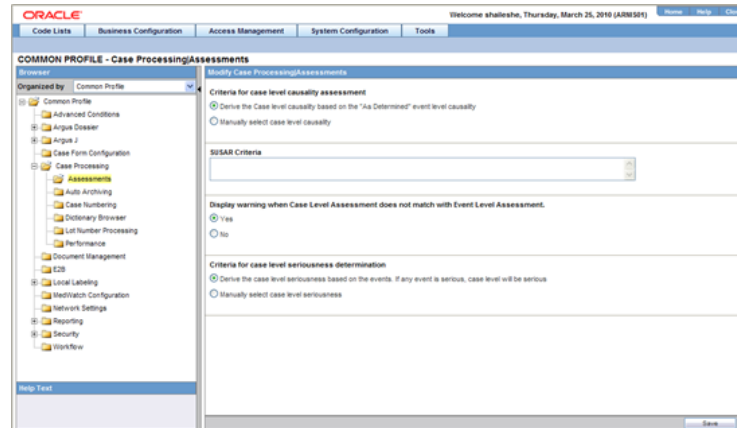 ORACLE
Welcome shaileshe, Thursday, March 25, 2010 (ARMIS01)
Home Help Clo
Code Lists Business Configuration Access Management System Configuration Tools
COMMON PROFILE - Case Processing|Assessments
Browser
Modify Case Processing|Assessments
Organized by Common Profile
Common Profile
Advanced Conditions
Argus Dossier
Argus J
Case Form Configuration
Case Processing
Assessments
Auto Archiving
Case Numbering
Dictionary Browser
Lot Number Processing
Performance
Document Management
E2B
Local Labeling
MedWatch Configuration
Network Settings
Reporting
Security
Workflow
Help Text
Criteria for case level causality assessment
Derive the Case level causality based on the "As Determined" event level causality
Manually select case level causality
SUSAR Criteria
Display warning when Case Level Assessment does not match with Event Level Assessment.
Yes
No
Criteria for case level seriousness determination
Derive the case level seriousness based on the events. If any event is serious, case level will be serious
Manually select case level seriousness
Save